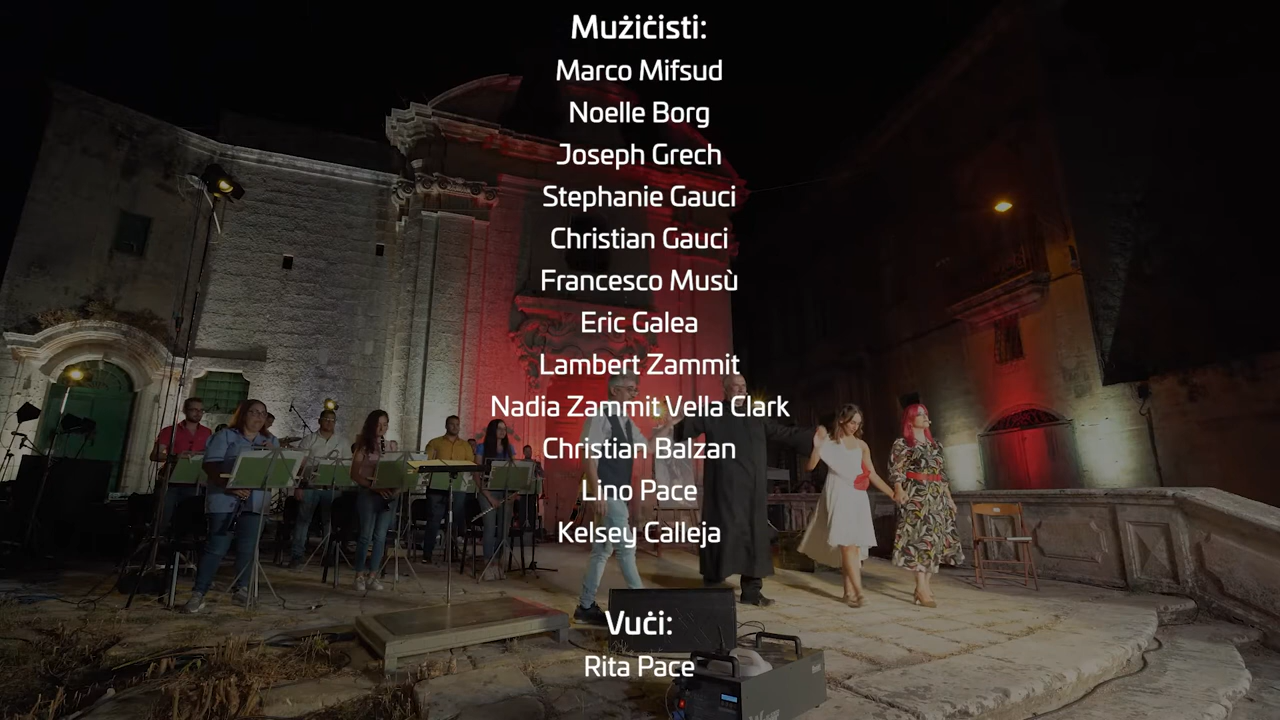 Mużiċisti:
Marco Mifsud
Noelle Borg
Joseph Grech
Stephanie Gauci
Christian Gauci
Francesco Musù
Eric Galea
Lambert Zammit
Nadia Zammit Vella Clark
Christian Balzan
Lino Pace
Kelsey Calleja
Vuċi:
Rita Pace